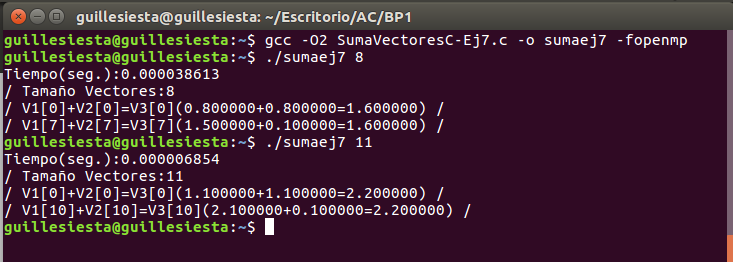 guillesiesta@guillesiesta: ~/Escritorio/AC/BP1
guillesiesta@guillesiesta:~$ gcc -O2 SumaVectoresC-Ej7.c -o sumaej7 -fopenmp
guillesiesta@guillesiesta:~$ ./sumaej7 8
Tiempo(seg.):0.000038613
/ Tamaño Vectores:8
/ V1[0]+V2[0]=V3[0](0.800000+0.800000=1.600000) /
/ V1[7]+V2[7]=V3[7](1.500000+0.100000=1.600000) /
guillesiesta@guillesiesta:~$ ./sumaej7 11
Tiempo(seg.):0.000006854
/ Tamaño Vectores:11
/ V1[0]+V2[0]=V3[0](1.100000+1.100000=2.200000) /
/ V1[10]+V2[10]=V3[10](2.100000+0.100000=2.200000) /
guillesiesta@guillesiesta:~$